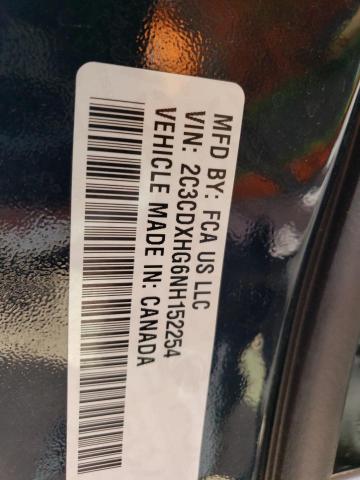 MFD BY: FCA US LLC
VIN: 2C3CDXHG6NH152254
VEHICLE MADE IN: CANADA